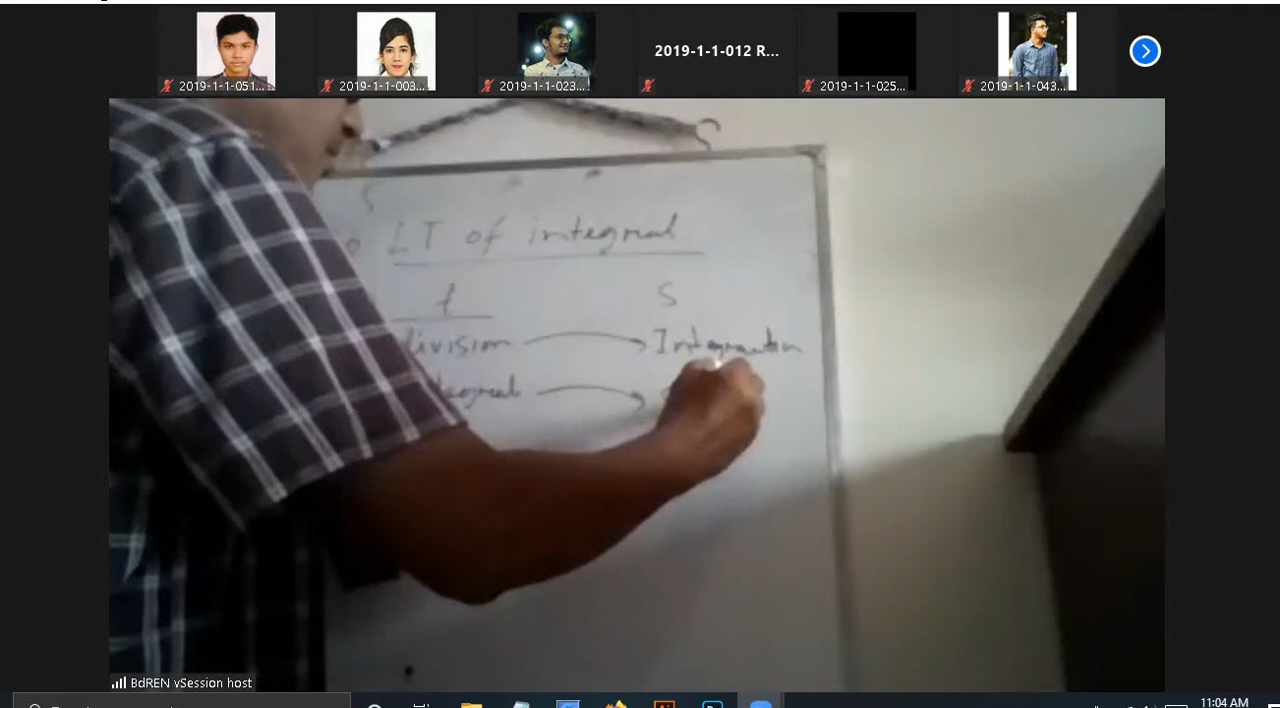 2019-1-1-051... 2019-1-1-003... 2019-1-1-023... 2019-1-1-012 R... 2019-1-1-025... 2019-1-1-043...
LT of integral
t S
division Integration
BdREN vSession host
11:04 AM